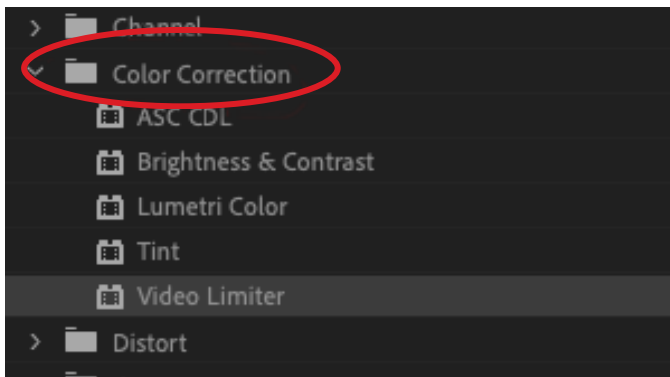 Channel
Color Correction
ASC CDL
Brightness & Contrast
Lumetri Color
Tint
Video Limiter
Distort